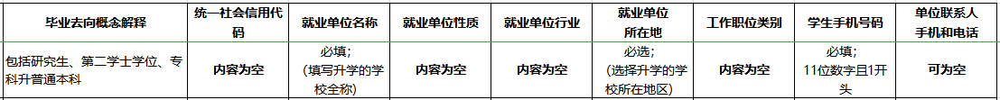 毕业去向概念解释
统一社会信用代
码
就业单位名称
就业单位性质
就业单位行业
就业单位
所在地
工作职位类别
学生手机号码
单位联系人
手机和电话
包括研究生、第二学士学位、专
科升普通本科
内容为空
必填；
（填写升学的学
校全称）
内容为空
内容为空
必选；
（选择升学的学
校所在地区）
内容为空
必填；
11位数字且1开
头
可为空